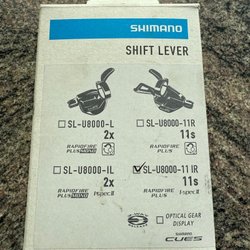 SHIMANO
SHIFT LEVER
SL-U8000-L
2x
RAPIDFIRE
PLUS MONO
SL-U8000-11R
11s
RAPIDFIRE
PLUS
SL-U8000-IL
2x
RAPIDFIRE
PLUS MONO
I-spec II
SL-U8000-11 IR
11s
RAPIDFIRE
PLUS
I-spec II
OPTICAL GEAR
DISPLAY
SHIMANO
CUES